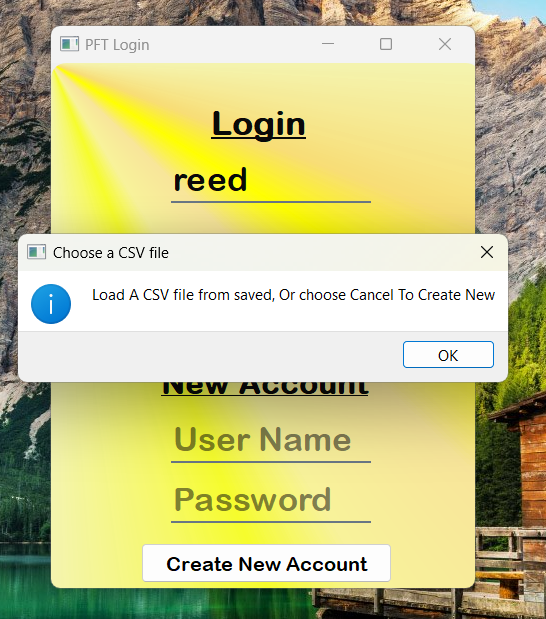 PFT Login
Login
reed
Choose a CSV file
Load A CSV file from saved, Or choose Cancel To Create New
OK
New Account
User Name
Password
Create New Account